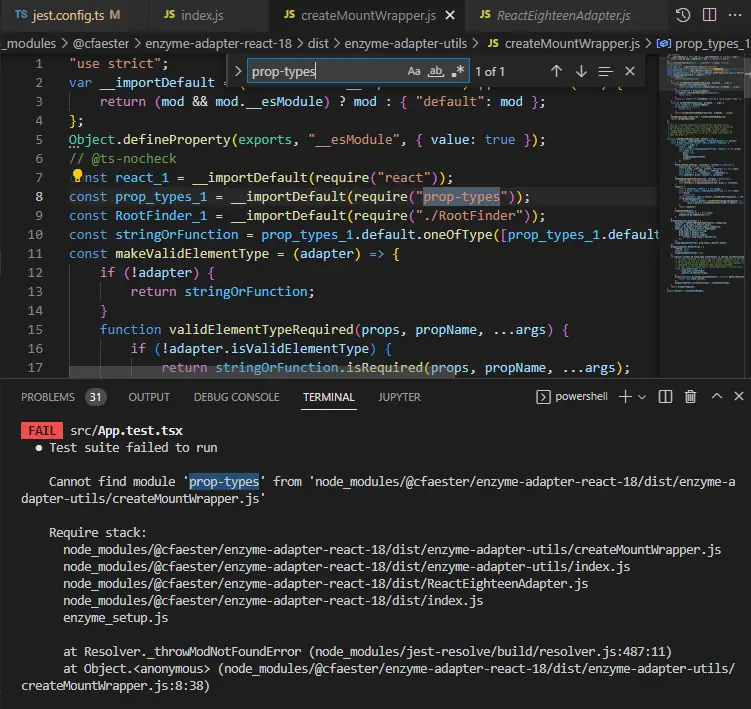 TS jest.config.ts M JS index.js JS createMountWrapper.js JS ReactEighteenAdapter.js
_modules > @cfaester > enzyme-adapter-react-18 > dist > enzyme-adapter-utils > JS createMountWrapper.js > prop_types_1
prop-types Aa ab 1 of 1
1 "use strict";
2 var __importDefault =
3 return (mod && mod.__esModule) ? mod : { "default": mod };
4 };
5 Object.defineProperty(exports, "__esModule", { value: true });
6 // @ts-nocheck
7 nst react_1 = __importDefault(require("react"));
8 const prop_types_1 = __importDefault(require("prop-types"));
9 const RootFinder_1 = __importDefault(require("./RootFinder"));
10 const stringOrFunction = prop_types_1.default.oneOfType([prop_types_1.default
11 const makeValidElementType = (adapter) => {
12 if (!adapter) {
13 return stringOrFunction;
14 }
15 function validElementTypeRequired(props, propName, ...args) {
16 if (!adapter.isValidElementType) {
17 return stringOrFunction.isRequired(props, propName, ...args);
PROBLEMS 31 OUTPUT DEBUG CONSOLE TERMINAL JUPYTER powershell
FAIL src/App.test.tsx
● Test suite failed to run
Cannot find module 'prop-types' from 'node_modules/@cfaester/enzyme-adapter-react-18/dist/enzyme-a
dapter-utils/createMountWrapper.js'
Require stack:
node_modules/@cfaester/enzyme-adapter-react-18/dist/enzyme-adapter-utils/createMountWrapper.js
node_modules/@cfaester/enzyme-adapter-react-18/dist/enzyme-adapter-utils/index.js
node_modules/@cfaester/enzyme-adapter-react-18/dist/ReactEighteenAdapter.js
node_modules/@cfaester/enzyme-adapter-react-18/dist/index.js
enzyme_setup.js
at Resolver._throwModNotFoundError (node_modules/jest-resolve/build/resolver.js:487:11)
at Object.<anonymous> (node_modules/@cfaester/enzyme-adapter-react-18/dist/enzyme-adapter-utils/
createMountWrapper.js:8:38)